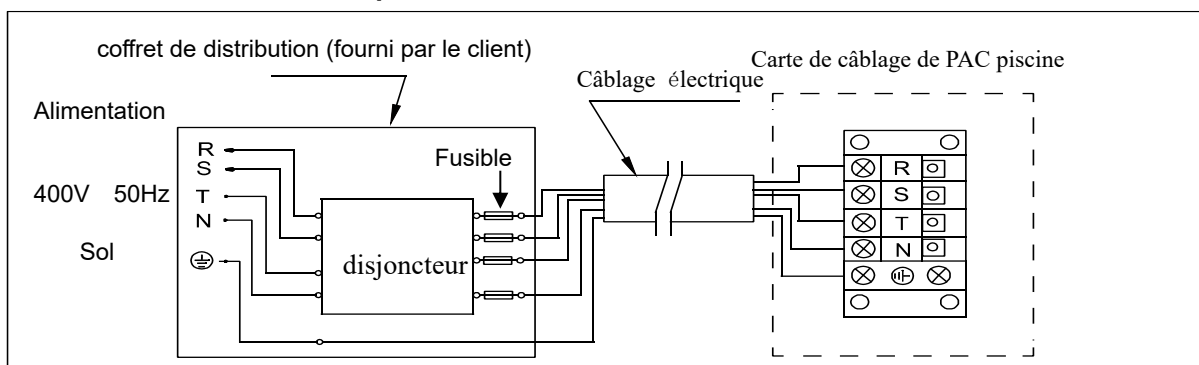 coffret de distribution (fourni par le client)
Carte de câblage de PAC piscine
Câblage électrique
Alimentation
R
S
Fusible
400V 50Hz
T
N
Sol
disjoncteur
R
S
T
N